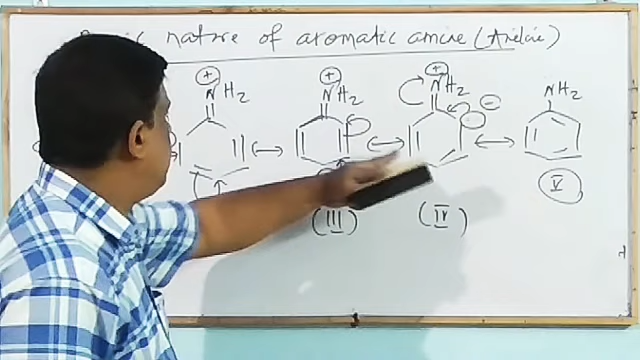 nature of aromatic amine (Aniline)
+ + +
NH2 NH2 NH2 NH2
(III) (IV) V